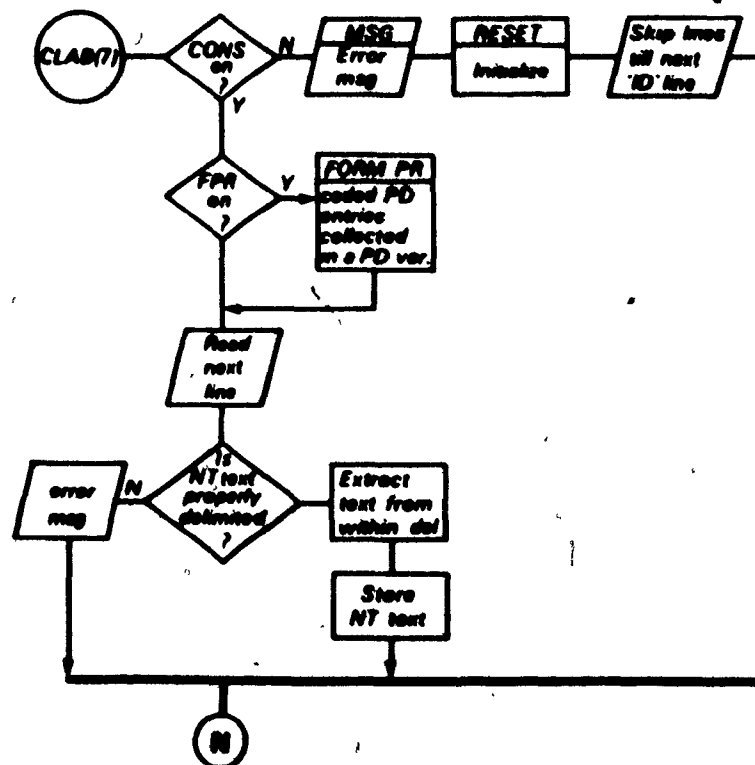 CLAB(7)
CONS
on
?
N
MSG
Error
msg
RESET
Initialize
Skip lines
till next
'ID' line
Y
FPR
on
?
Y
FORM PR
coded PD
entries
collected
in a PD var.
Read
next
line
Is
NT text
properly
delimited
?
N
error
msg
Extract
text from
within del
Store
NT text
N